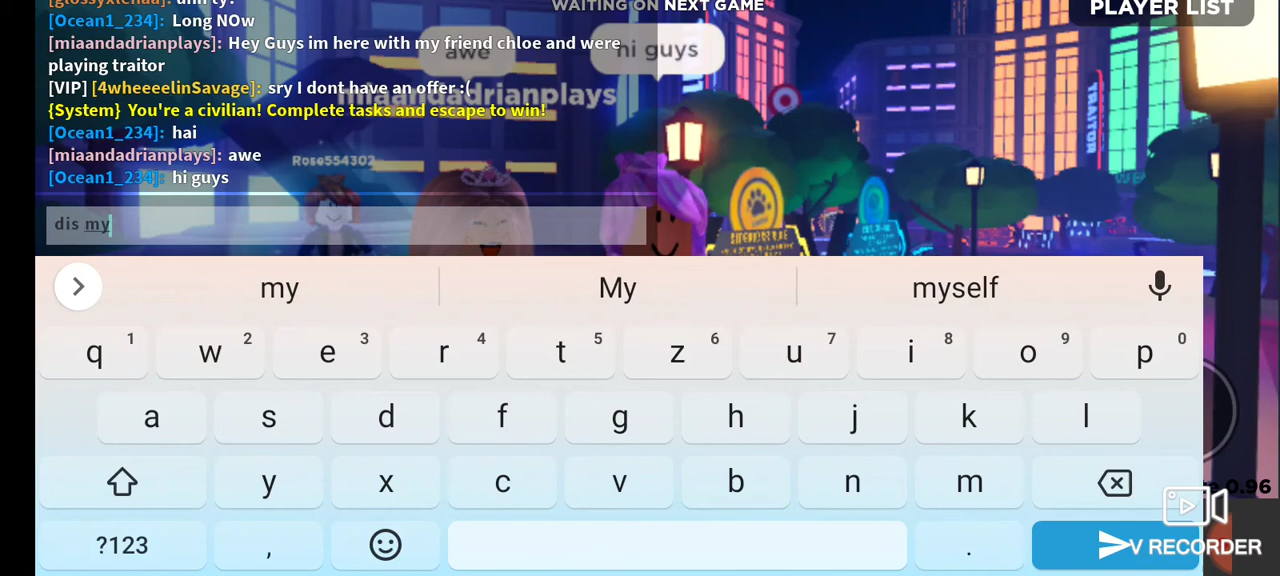 WAITING ON NEXT GAME
PLAYER LIST
[Ocean1_234]: Long NOw
[miaandadrianplays]: Hey Guys im here with my friend chloe and were
playing traitor
[VIP] [4wheeeelinSavage]: sry I dont have an offer :(
{System} You're a civilian! Complete tasks and escape to win!
[Ocean1_234]: hai
[miaandadrianplays]: awe
[Ocean1_234]: hi guys
awe
hi guys
miaandadrianplays
Rose554302
TRAITOR
dis my
my My myself
q 1 w 2 e 3 r 4 t 5 z 6 u 7 i 8 o 9 p 0
a s d f g h j k l
y x c v b n m
?123 , .
0.96
V RECORDER